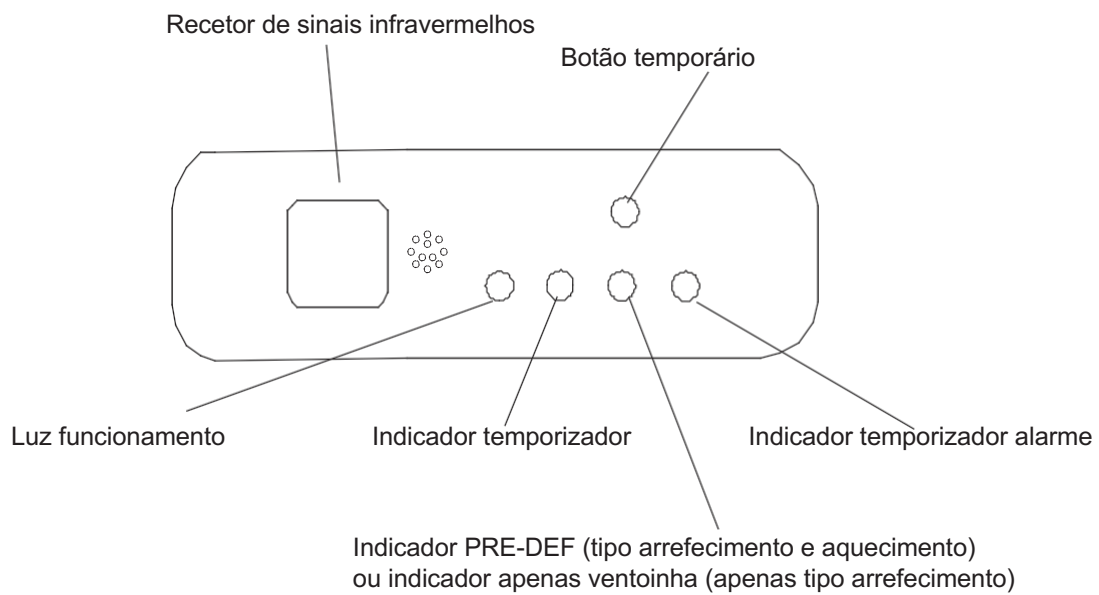 Recetor de sinais infravermelhos
Botão temporário
Luz funcionamento
Indicador temporizador
Indicador temporizador alarme
Indicador PRE-DEF (tipo arrefecimento e aquecimento)
ou indicador apenas ventoinha (apenas tipo arrefecimento)